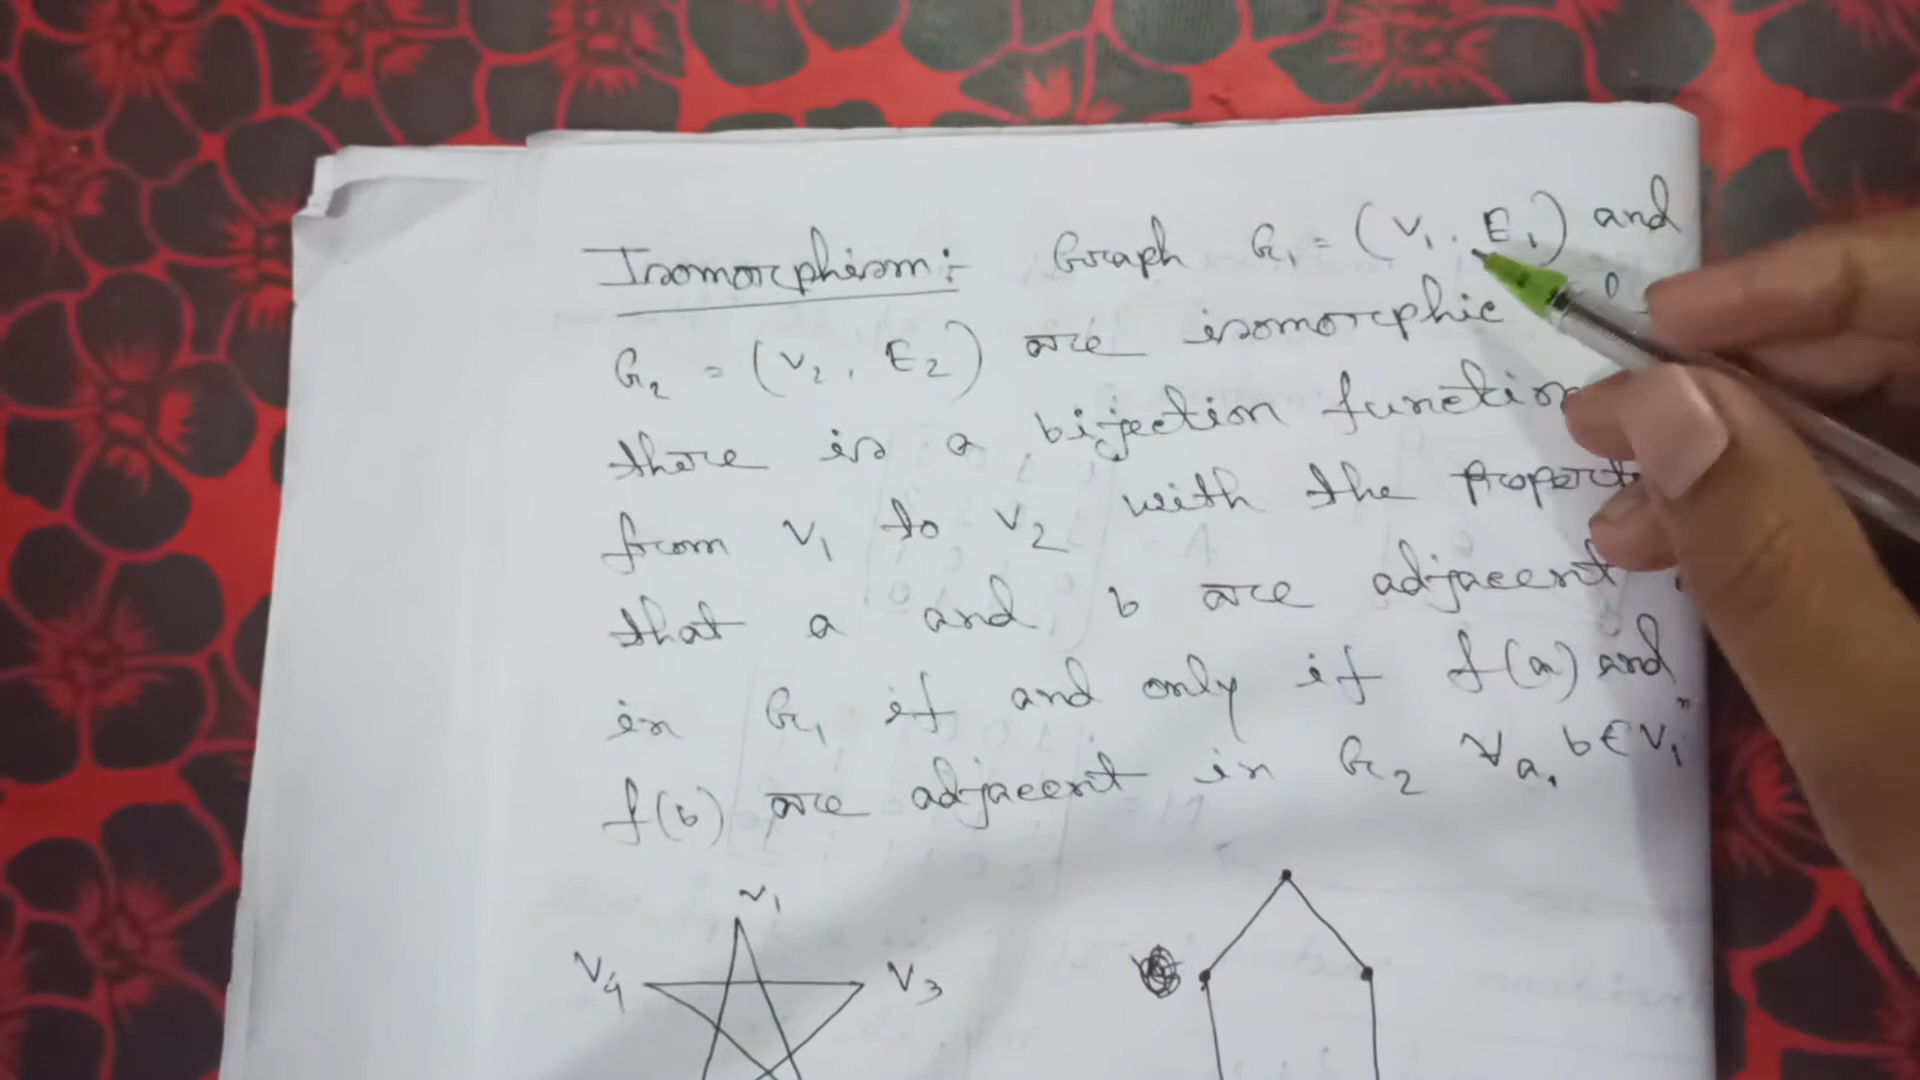 Isomorphism:- Graph G₁ = (V₁, E₁) and
G₂ = (V₂, E₂) are isomorphic
there is a bijection function
from V₁ to V₂ with the
that a and b are adjacent
in G₁ if and only if f(a) and
f(b) are adjacent in G₂ ∀a, b∈V₁"
V₁
V₄ V₃